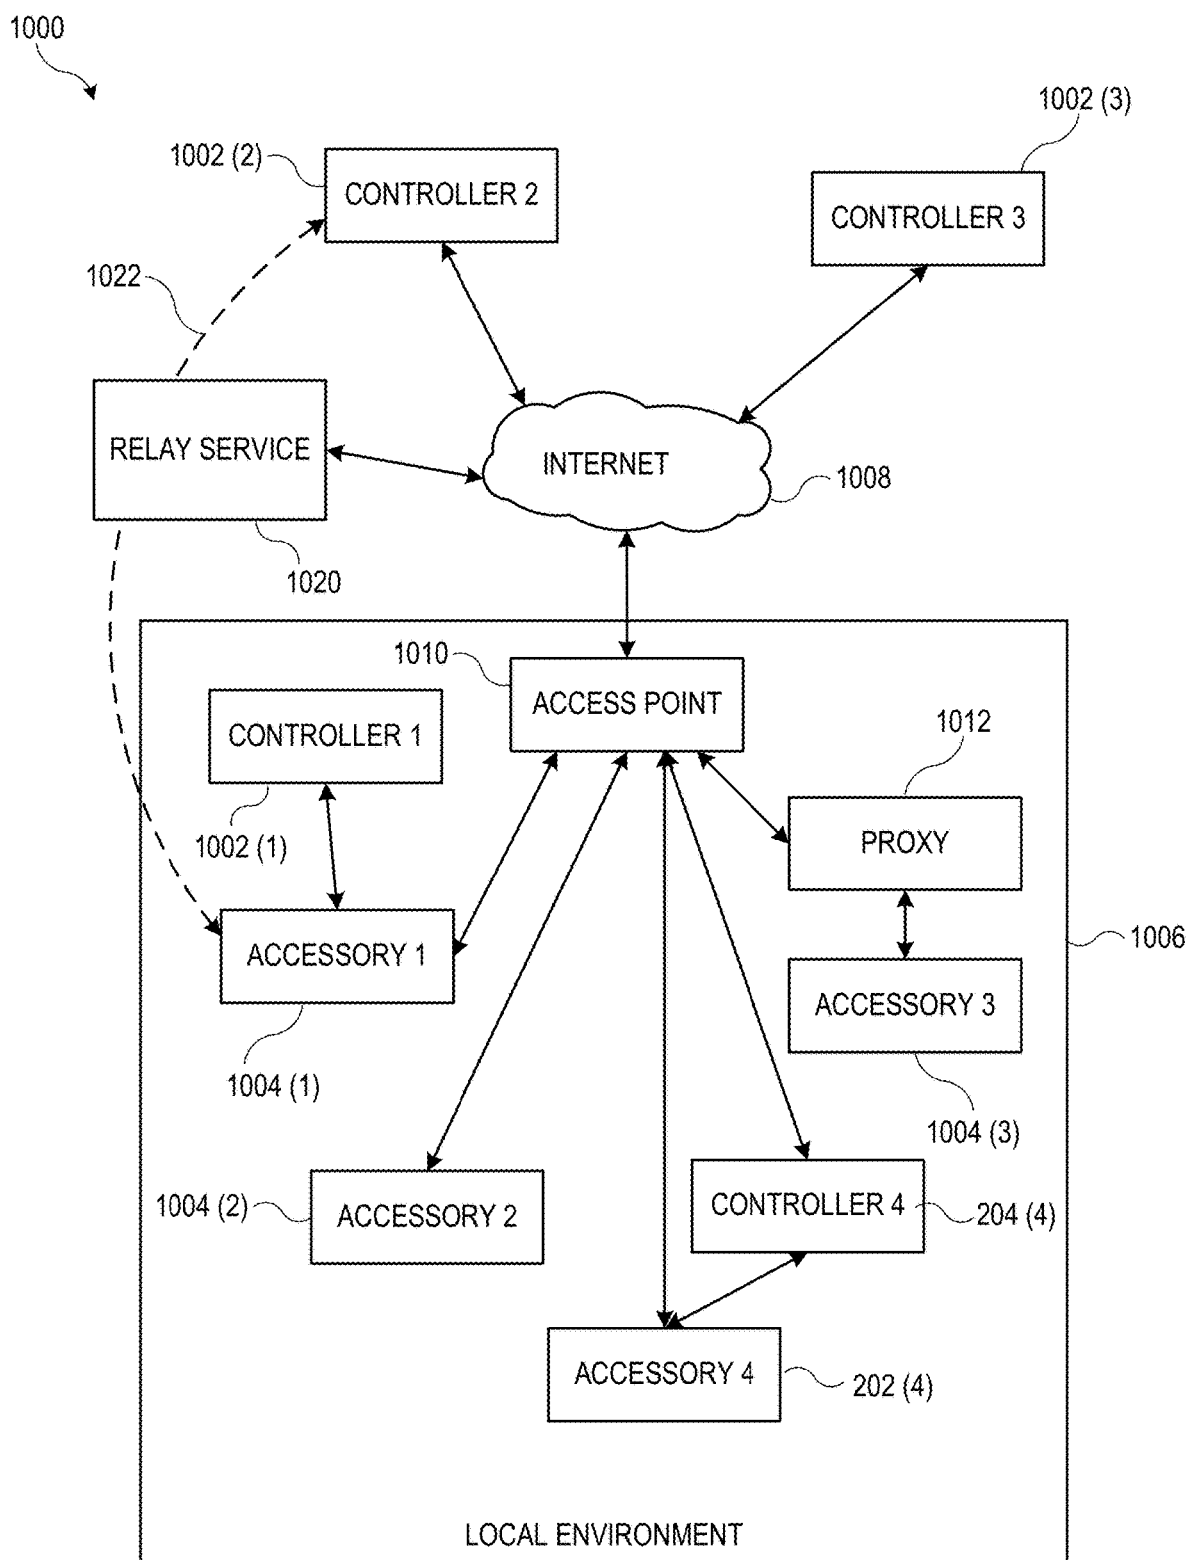 1000
1002 (3)
1002 (2)
CONTROLLER 2
CONTROLLER 3
1022
RELAY SERVICE
INTERNET
1008
1020
1010
ACCESS POINT
CONTROLLER 1
1012
1002 (1)
PROXY
1006
ACCESSORY 1
ACCESSORY 3
1004 (1)
1004 (3)
1004 (2)
ACCESSORY 2
CONTROLLER 4
204 (4)
ACCESSORY 4
202 (4)
LOCAL ENVIRONMENT